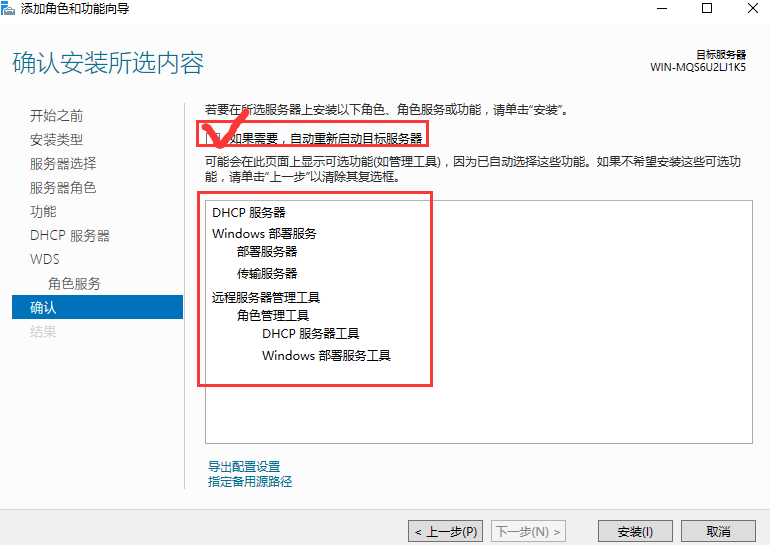 添加角色和功能向导
确认安装所选内容
目标服务器
WIN-MQS6U2LJ1K5
开始之前
安装类型
服务器选择
服务器角色
功能
DHCP 服务器
WDS
角色服务
确认
结果
若要在所选服务器上安装以下角色、角色服务或功能，请单击“安装”。
如果需要，自动重新启动目标服务器
可能会在此页面上显示可选功能(如管理工具)，因为已自动选择这些功能。如果不希望安装这些可选功
能，请单击“上一步”以清除其复选框。
DHCP 服务器
Windows 部署服务
部署服务器
传输服务器
远程服务器管理工具
角色管理工具
DHCP 服务器工具
Windows 部署服务工具
导出配置设置
指定备用源路径
< 上一步(P)
下一步(N) >
安装(I)
取消